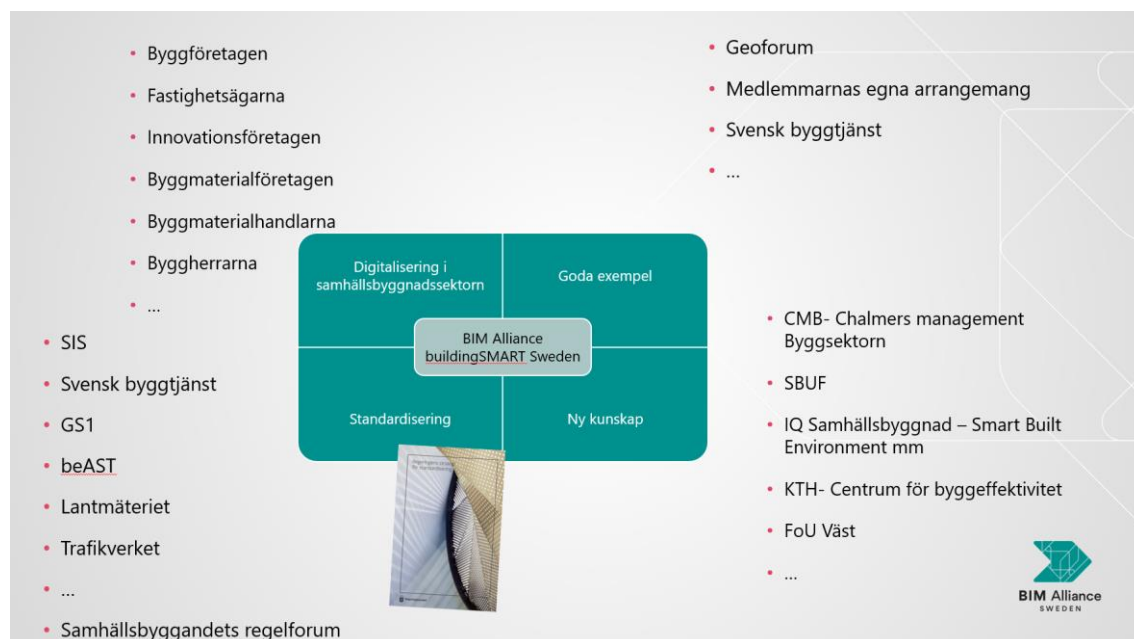 Byggföretagen
Fastighetsägarna
Innovationsföretagen
Byggmaterialföretagen
Byggmaterialhandlarna
Byggherrarna
...
SIS
Svensk byggtjänst
GS1
beAST
Lantmäteriet
Trafikverket
...
Samhällsbyggandets regelforum
Geoforum
Medlemmarnas egna arrangemang
Svensk byggtjänst
...
Digitalisering i
samhällsbyggnadssektorn
Goda exempel
BIM Alliance
buildingSMART Sweden
Standardisering
Ny kunskap
CMB- Chalmers management
Byggsektorn
SBUF
IQ Samhällsbyggnad – Smart Built
Environment mm
KTH- Centrum för byggeffektivitet
FoU Väst
...
BIM Alliance
SWEDEN